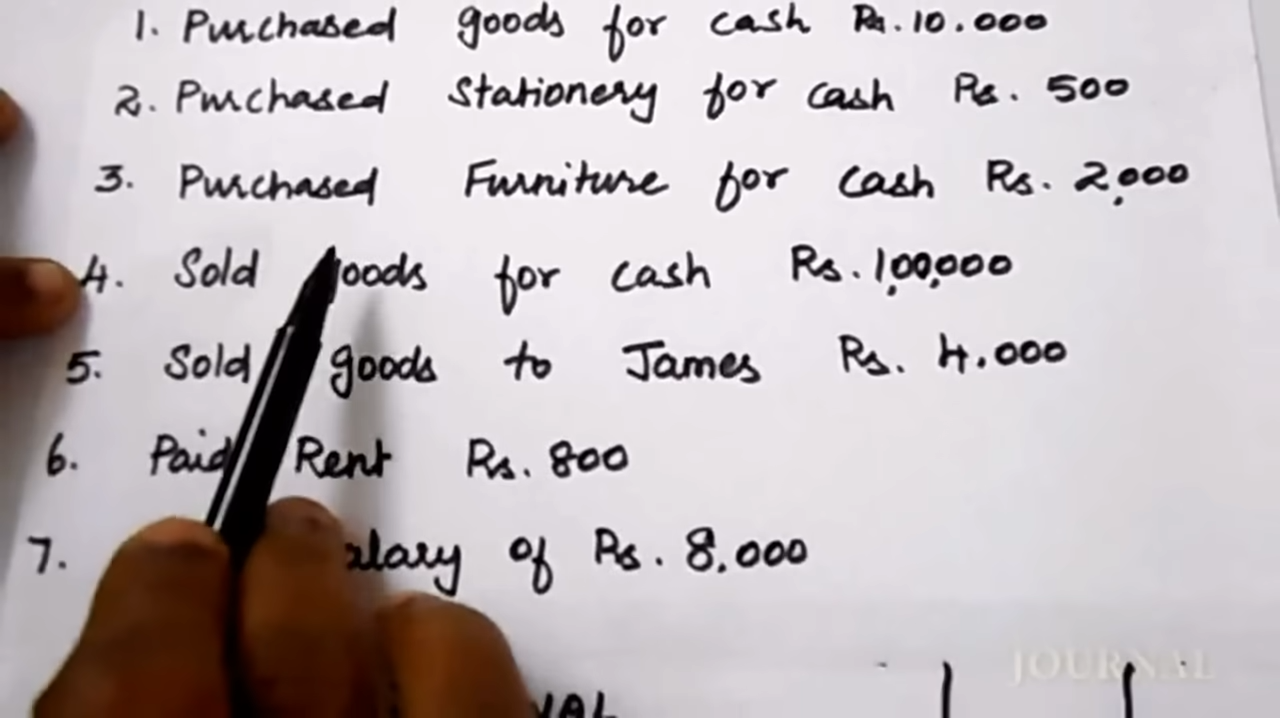 1. Purchased goods for cash Rs. 10.000
2. Purchased Stationery for cash Rs. 500
3. Purchased Furniture for cash Rs. 2,000
4. Sold goods for cash Rs. 1,00,000
5. Sold goods to James Rs. 4.000
6. Paid Rent Rs. 800
7. alary of Rs. 8.000
JOURNAL